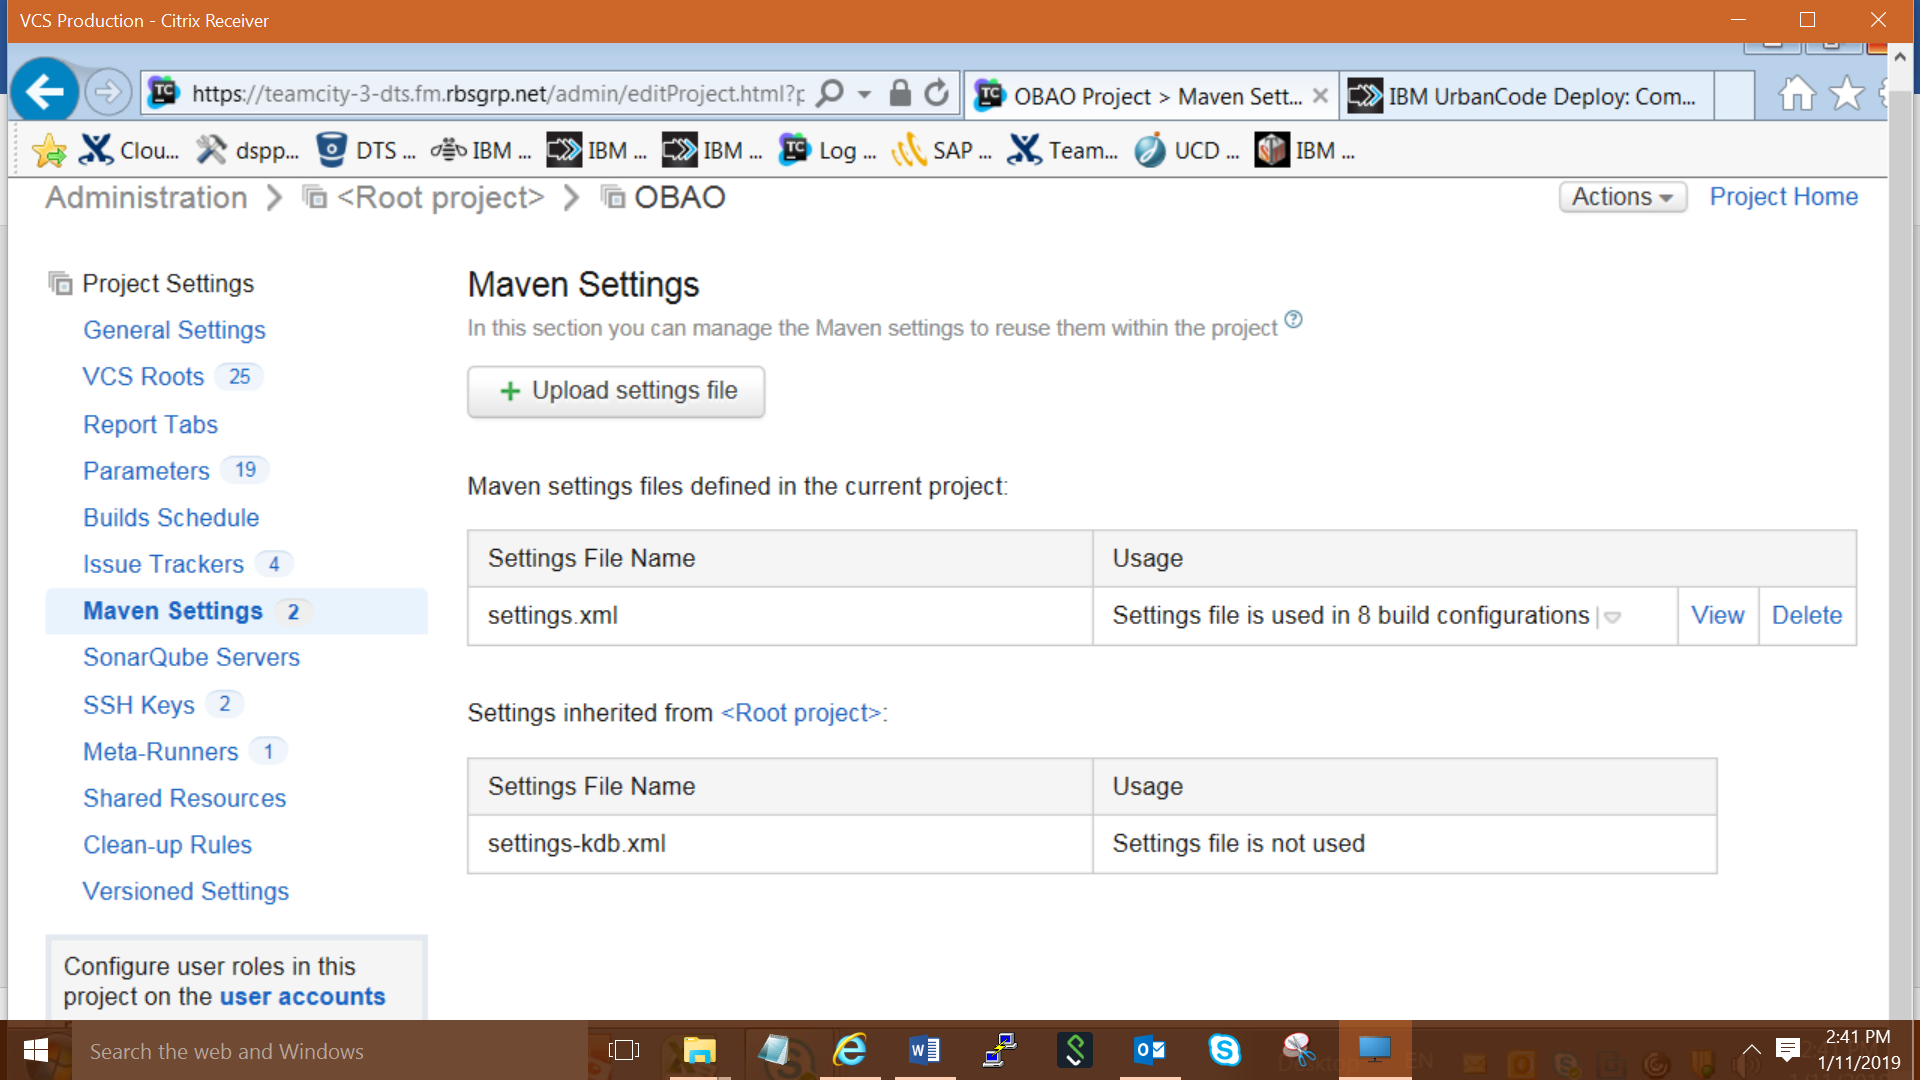 VCS Production - Citrix Receiver
https://teamcity-3-dts.fm.rbsgrp.net/admin/editProject.html?p
OBAO Project > Maven Sett...
IBM UrbanCode Deploy: Com...
Clou...
dspp...
DTS ...
IBM ...
IBM ...
IBM ...
Log ...
SAP ...
Team...
UCD ...
IBM ...
Administration
<Root project>
OBAO
Actions
Project Home
Project Settings
General Settings
VCS Roots 25
Report Tabs
Parameters 19
Builds Schedule
Issue Trackers 4
Maven Settings 2
SonarQube Servers
SSH Keys 2
Meta-Runners 1
Shared Resources
Clean-up Rules
Versioned Settings
Configure user roles in this
project on the user accounts
Maven Settings
In this section you can manage the Maven settings to reuse them within the project ?
+ Upload settings file
Maven settings files defined in the current project:
Settings File Name Usage
settings.xml Settings file is used in 8 build configurations View Delete
Settings inherited from <Root project>:
Settings File Name Usage
settings-kdb.xml Settings file is not used
Search the web and Windows
2:41 PM
1/11/2019